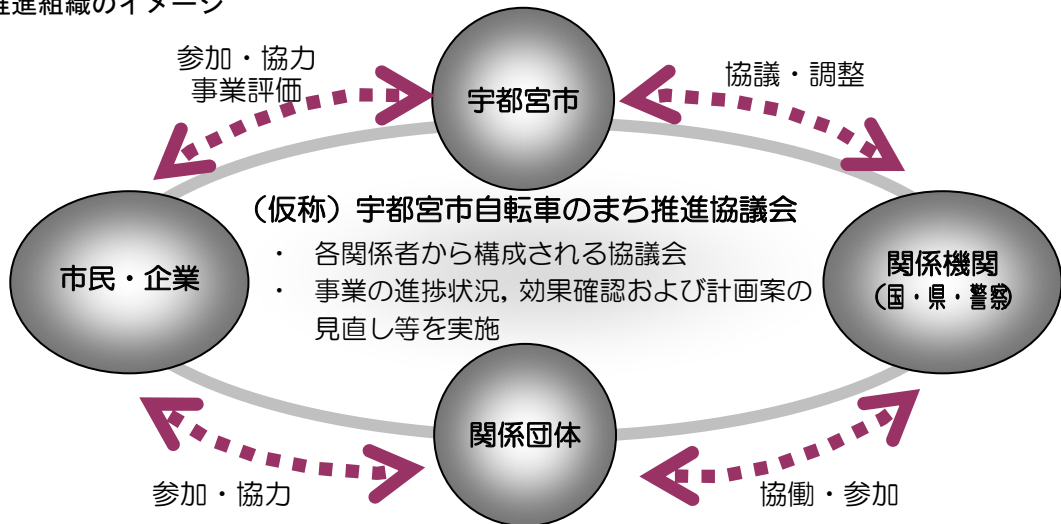 推進組織のイメージ
参加・協力
事業評価
宇都宮市
協議・調整
(仮称)宇都宮市自転車のまち推進協議会
・ 各関係者から構成される協議会
・ 事業の進捗状況,効果確認および計画案の
見直し等を実施
市民・企業
関係機関
(国・県・警察)
関係団体
参加・協力
協働・参加